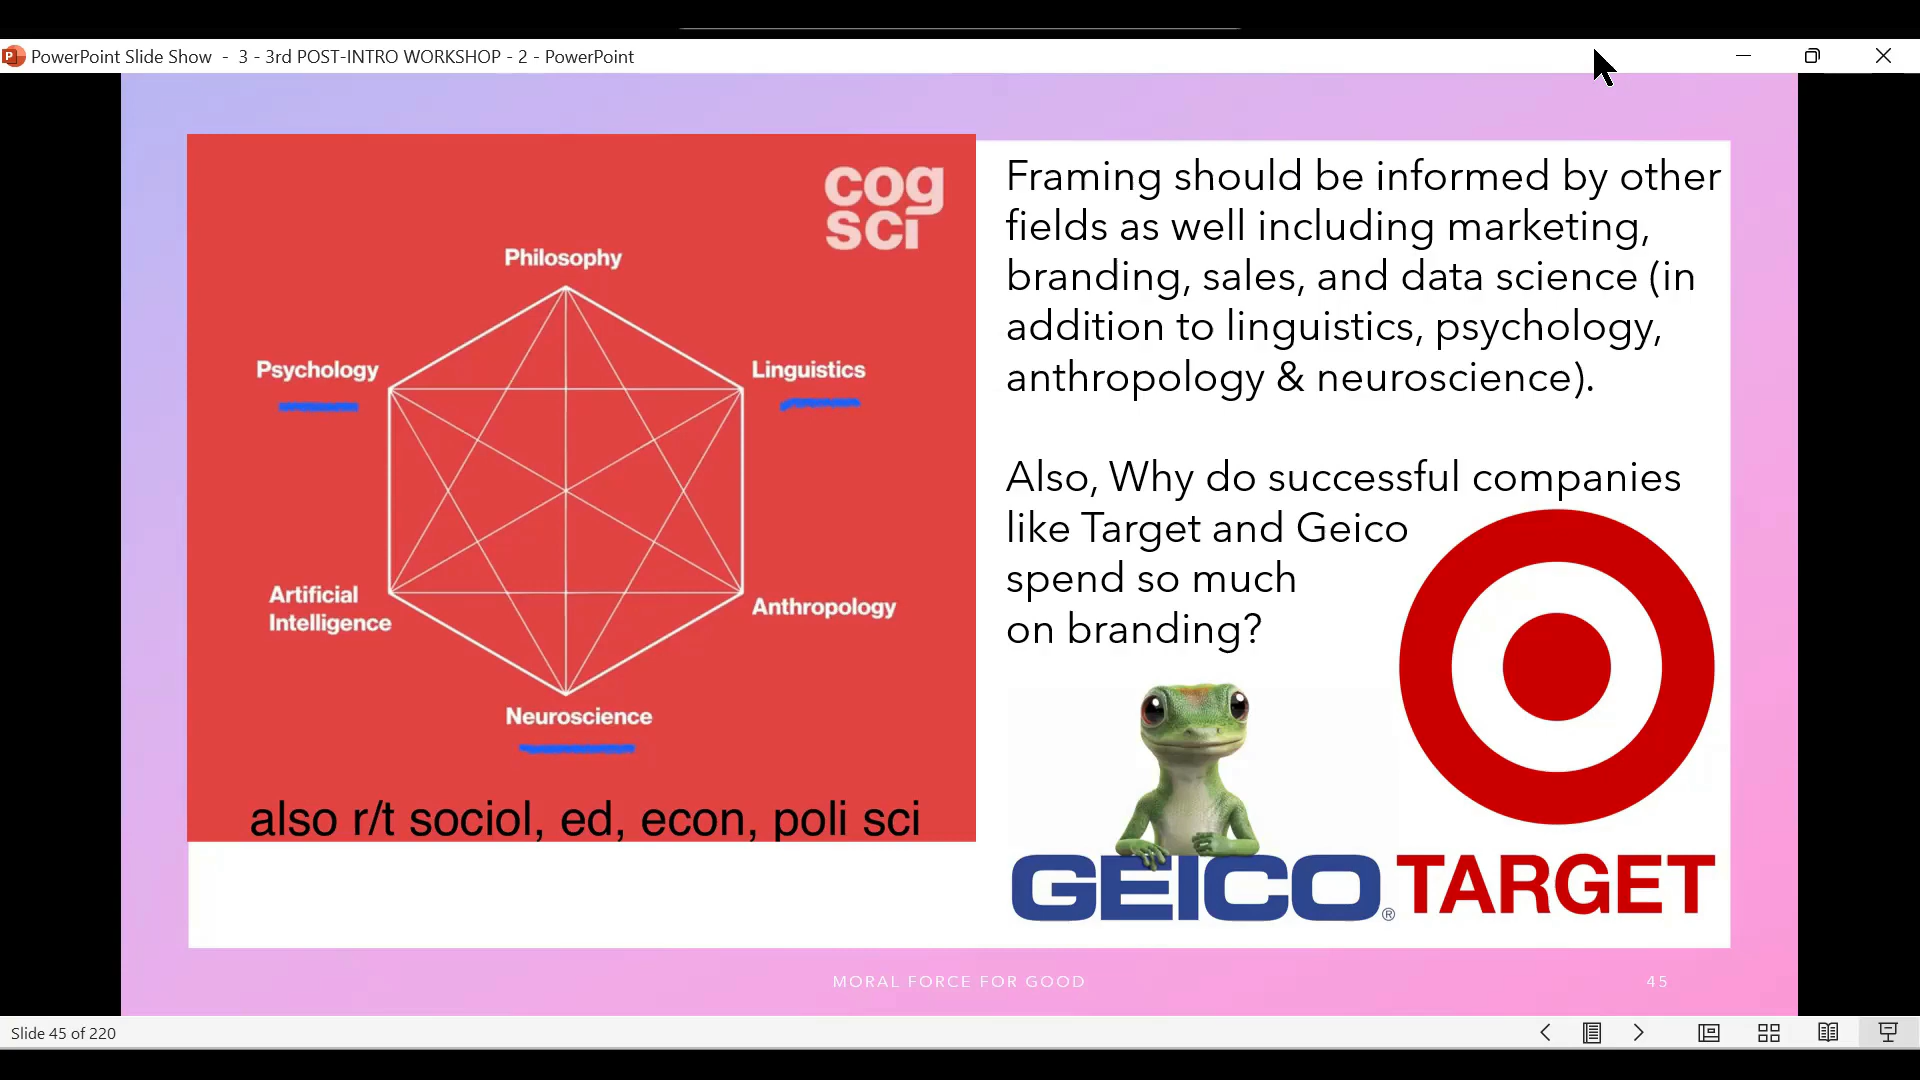 PowerPoint Slide Show - 3 - 3rd POST-INTRO WORKSHOP - 2 - PowerPoint
cog
sci
Philosophy
Psychology
Linguistics
Artificial
Intelligence
Anthropology
Neuroscience
also r/t sociol, ed, econ, poli sci
Framing should be informed by other
fields as well including marketing,
branding, sales, and data science (in
addition to linguistics, psychology,
anthropology & neuroscience).
Also, Why do successful companies
like Target and Geico
spend so much
on branding?
GEICO®
TARGET
MORAL FORCE FOR GOOD
45
Slide 45 of 220